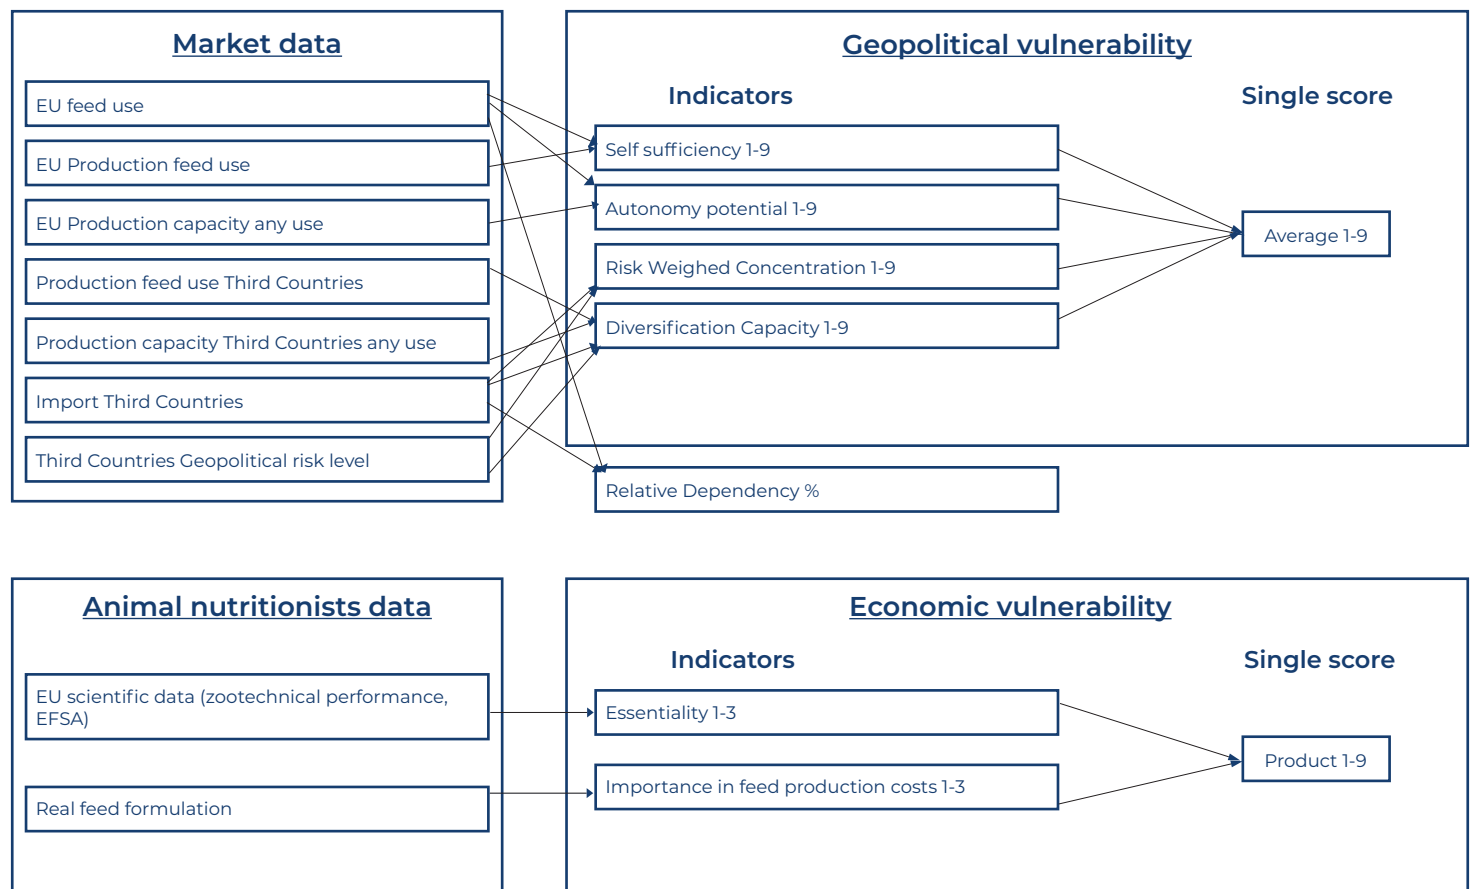 Market data
EU feed use
EU Production feed use
EU Production capacity any use
Production feed use Third Countries
Production capacity Third Countries any use
Import Third Countries
Third Countries Geopolitical risk level
Geopolitical vulnerability
Indicators
Single score
Self sufficiency 1-9
Autonomy potential 1-9
Risk Weighed Concentration 1-9
Diversification Capacity 1-9
Average 1-9
Relative Dependency %
Animal nutritionists data
EU scientific data (zootechnical performance,
EFSA)
Real feed formulation
Economic vulnerability
Indicators
Single score
Essentiality 1-3
Importance in feed production costs 1-3
Product 1-9